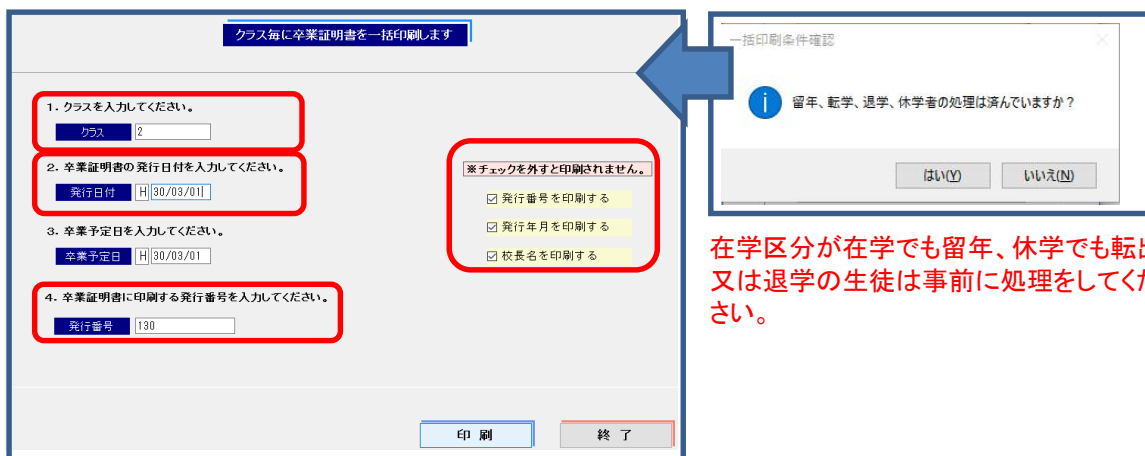 クラス毎に卒業証明書を一括印刷します
1. クラスを入力してください。
クラス 2
2. 卒業証明書の発行日付を入力してください。
発行日付 H 30/03/01
3. 卒業予定日を入力してください。
卒業予定日 H 30/03/01
4. 卒業証明書に印刷する発行番号を入力してください。
発行番号 130
※チェックを外すと印刷されません。
発行番号を印刷する
発行年月を印刷する
校長名を印刷する
印 刷
終 了
一括印刷条件確認
留年、転学、退学、休学者の処理は済んでいますか？
はい(Y)
いいえ(N)
在学区分が在学でも留年、休学でも転
又は退学の生徒は事前に処理をしてく
さい。